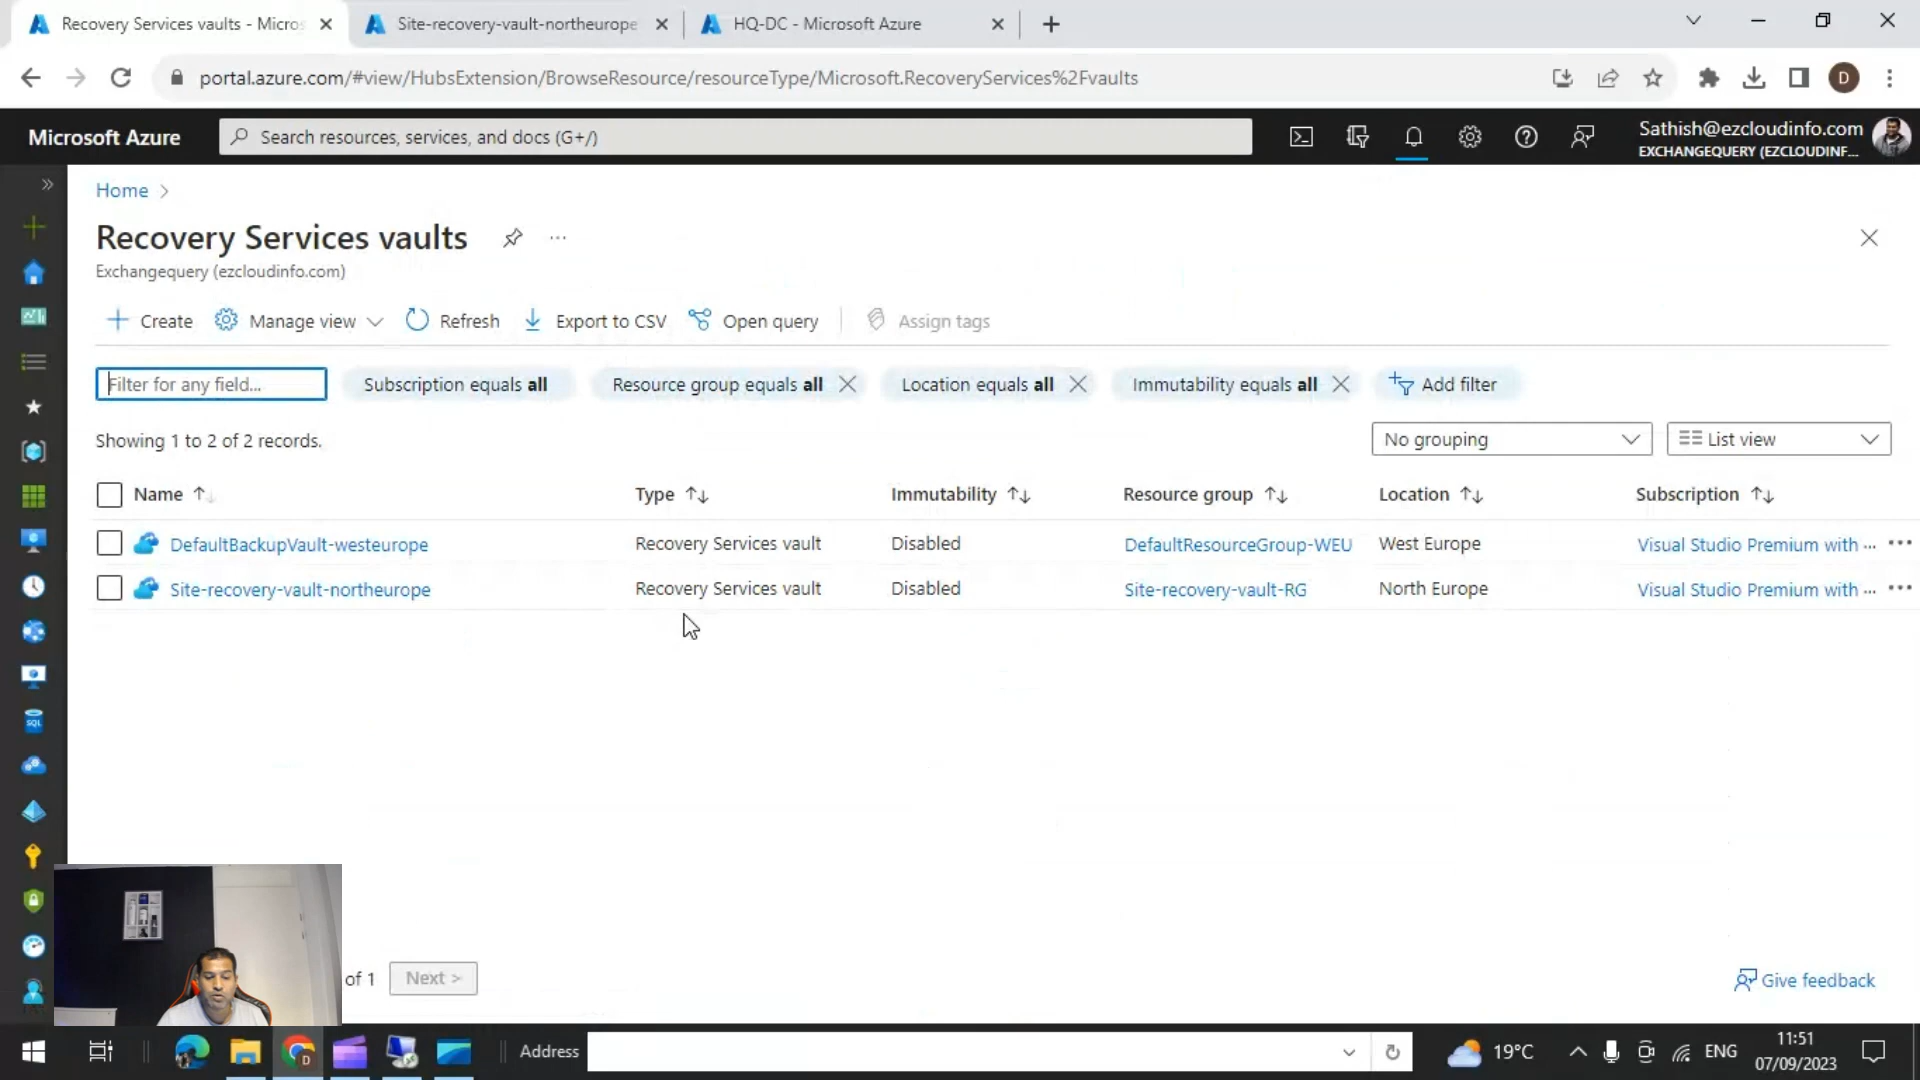 Recovery Services vaults - Micros
Site-recovery-vault-northeurope
HQ-DC - Microsoft Azure
portal.azure.com/#view/HubsExtension/BrowseResource/resourceType/Microsoft.RecoveryServices%2Fvaults
D
Microsoft Azure
Search resources, services, and docs (G+/)
Sathish@ezcloudinfo.com
EXCHANGEQUERY (EZCLOUDINF...
Home >
Recovery Services vaults
Exchangequery (ezcloudinfo.com)
Create
Manage view
Refresh
Export to CSV
Open query
Assign tags
Filter for any field...
Subscription equals all
Resource group equals all
Location equals all
Immutability equals all
Add filter
Showing 1 to 2 of 2 records.
No grouping
List view
Name Type Immutability Resource group Location Subscription
DefaultBackupVault-westeurope Recovery Services vault Disabled DefaultResourceGroup-WEU West Europe Visual Studio Premium with ...
Site-recovery-vault-northeurope Recovery Services vault Disabled Site-recovery-vault-RG North Europe Visual Studio Premium with ...
SQL
of 1
Next >
Give feedback
D
Address
19°C
ENG
11:51
07/09/2023